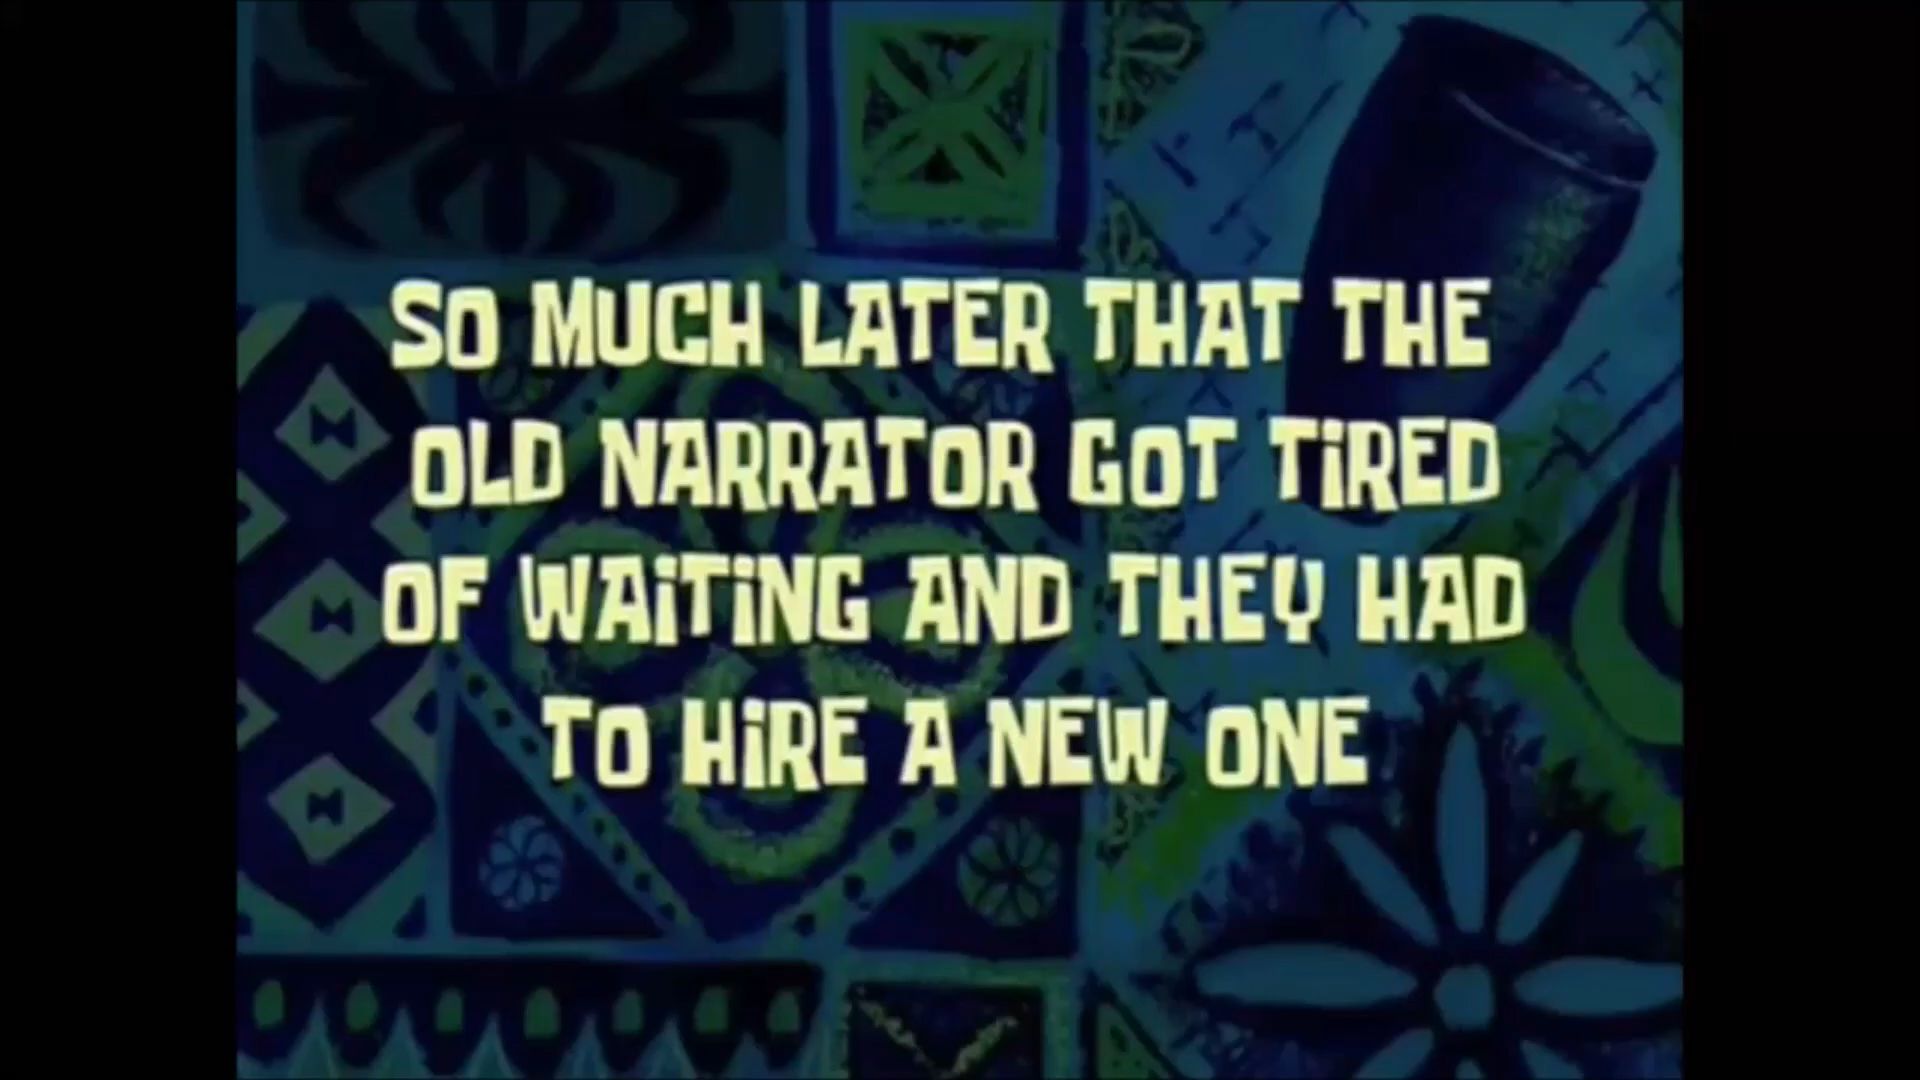 SO MUCH LATER THAT THE
OLD NARRATOR GOT TiRED
OF WAiTiNG AND THEY HAD
TO HiRE A NEW ONE